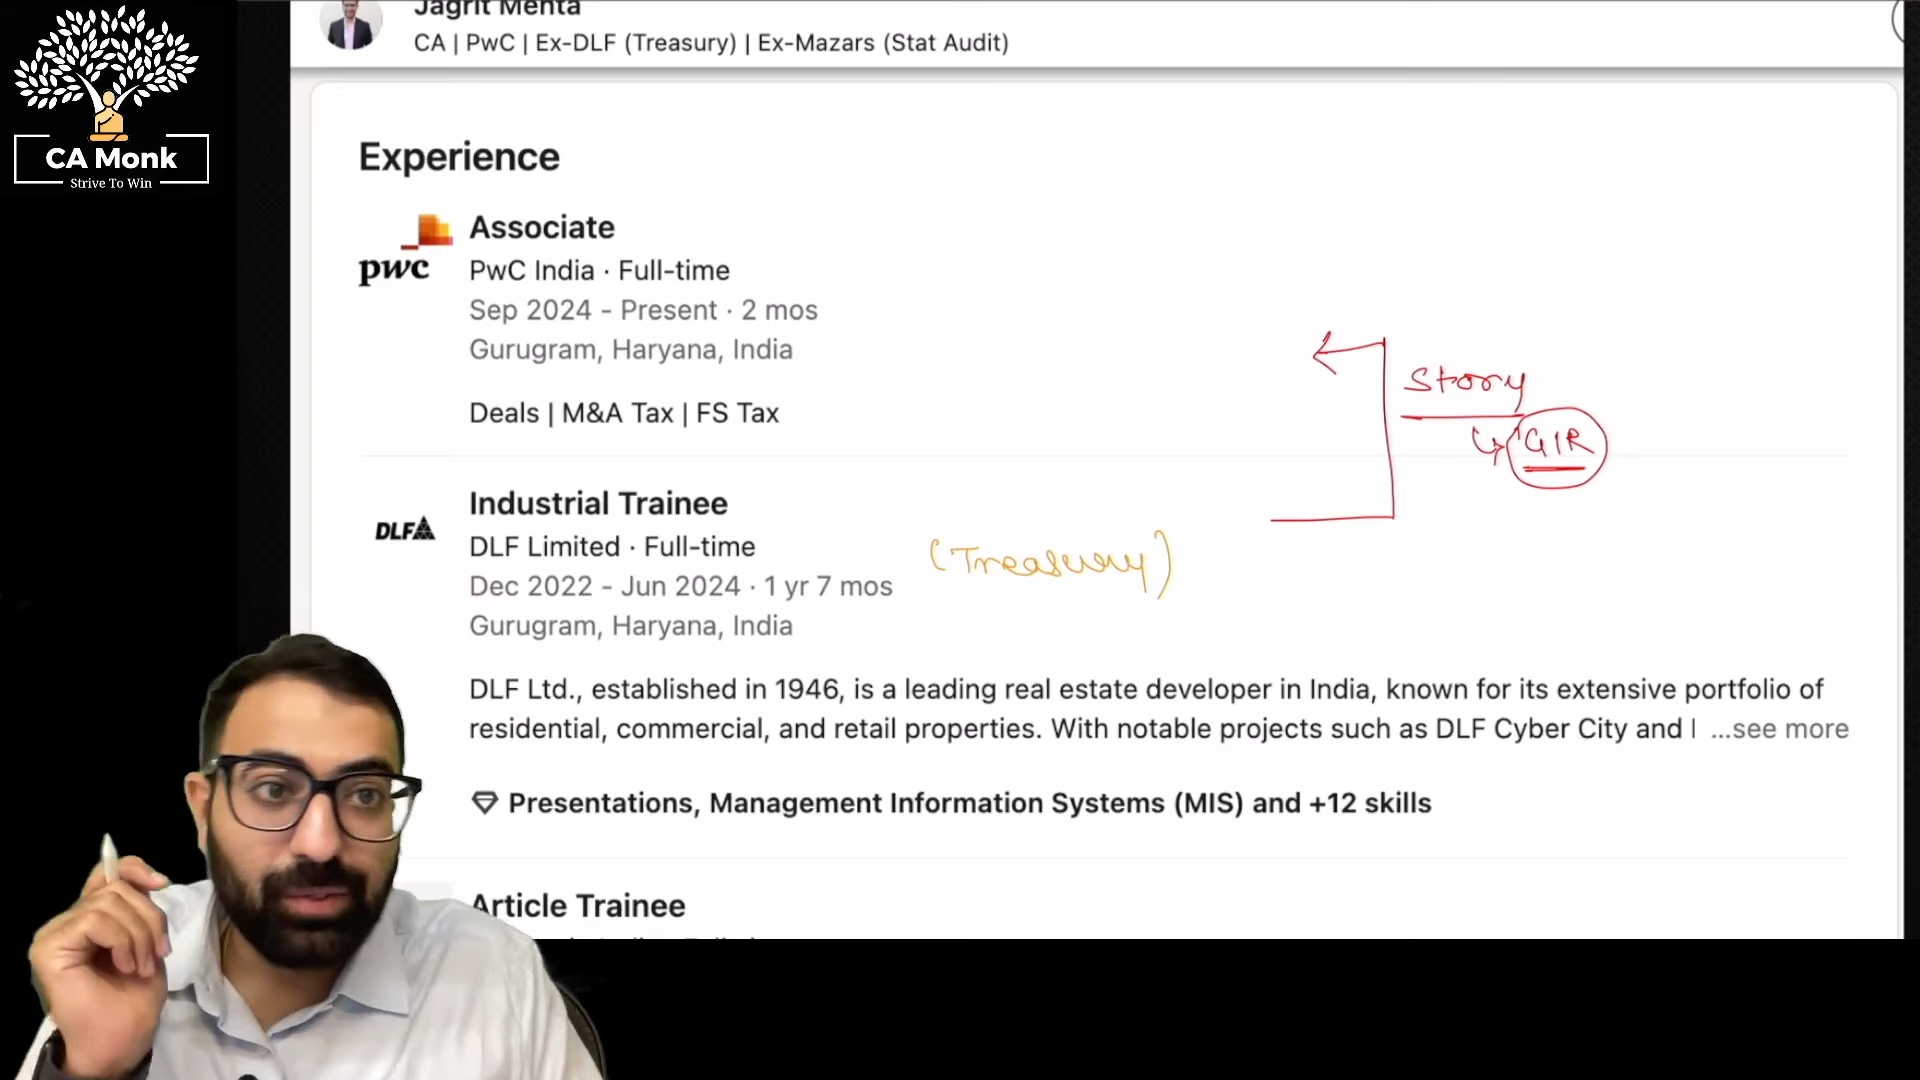 CA Monk
Strive To Win
Jagrit Mehta
CA | PwC | Ex-DLF (Treasury) | Ex-Mazars (Stat Audit)
Experience
pwc
Associate
PwC India · Full-time
Sep 2024 - Present · 2 mos
Gurugram, Haryana, India
Deals | M&A Tax | FS Tax
Story
GIR
DLF
Industrial Trainee
DLF Limited · Full-time
(Treasury)
Dec 2022 - Jun 2024 · 1 yr 7 mos
Gurugram, Haryana, India
DLF Ltd., established in 1946, is a leading real estate developer in India, known for its extensive portfolio of
residential, commercial, and retail properties. With notable projects such as DLF Cyber City and ...see more
Presentations, Management Information Systems (MIS) and +12 skills
Article Trainee